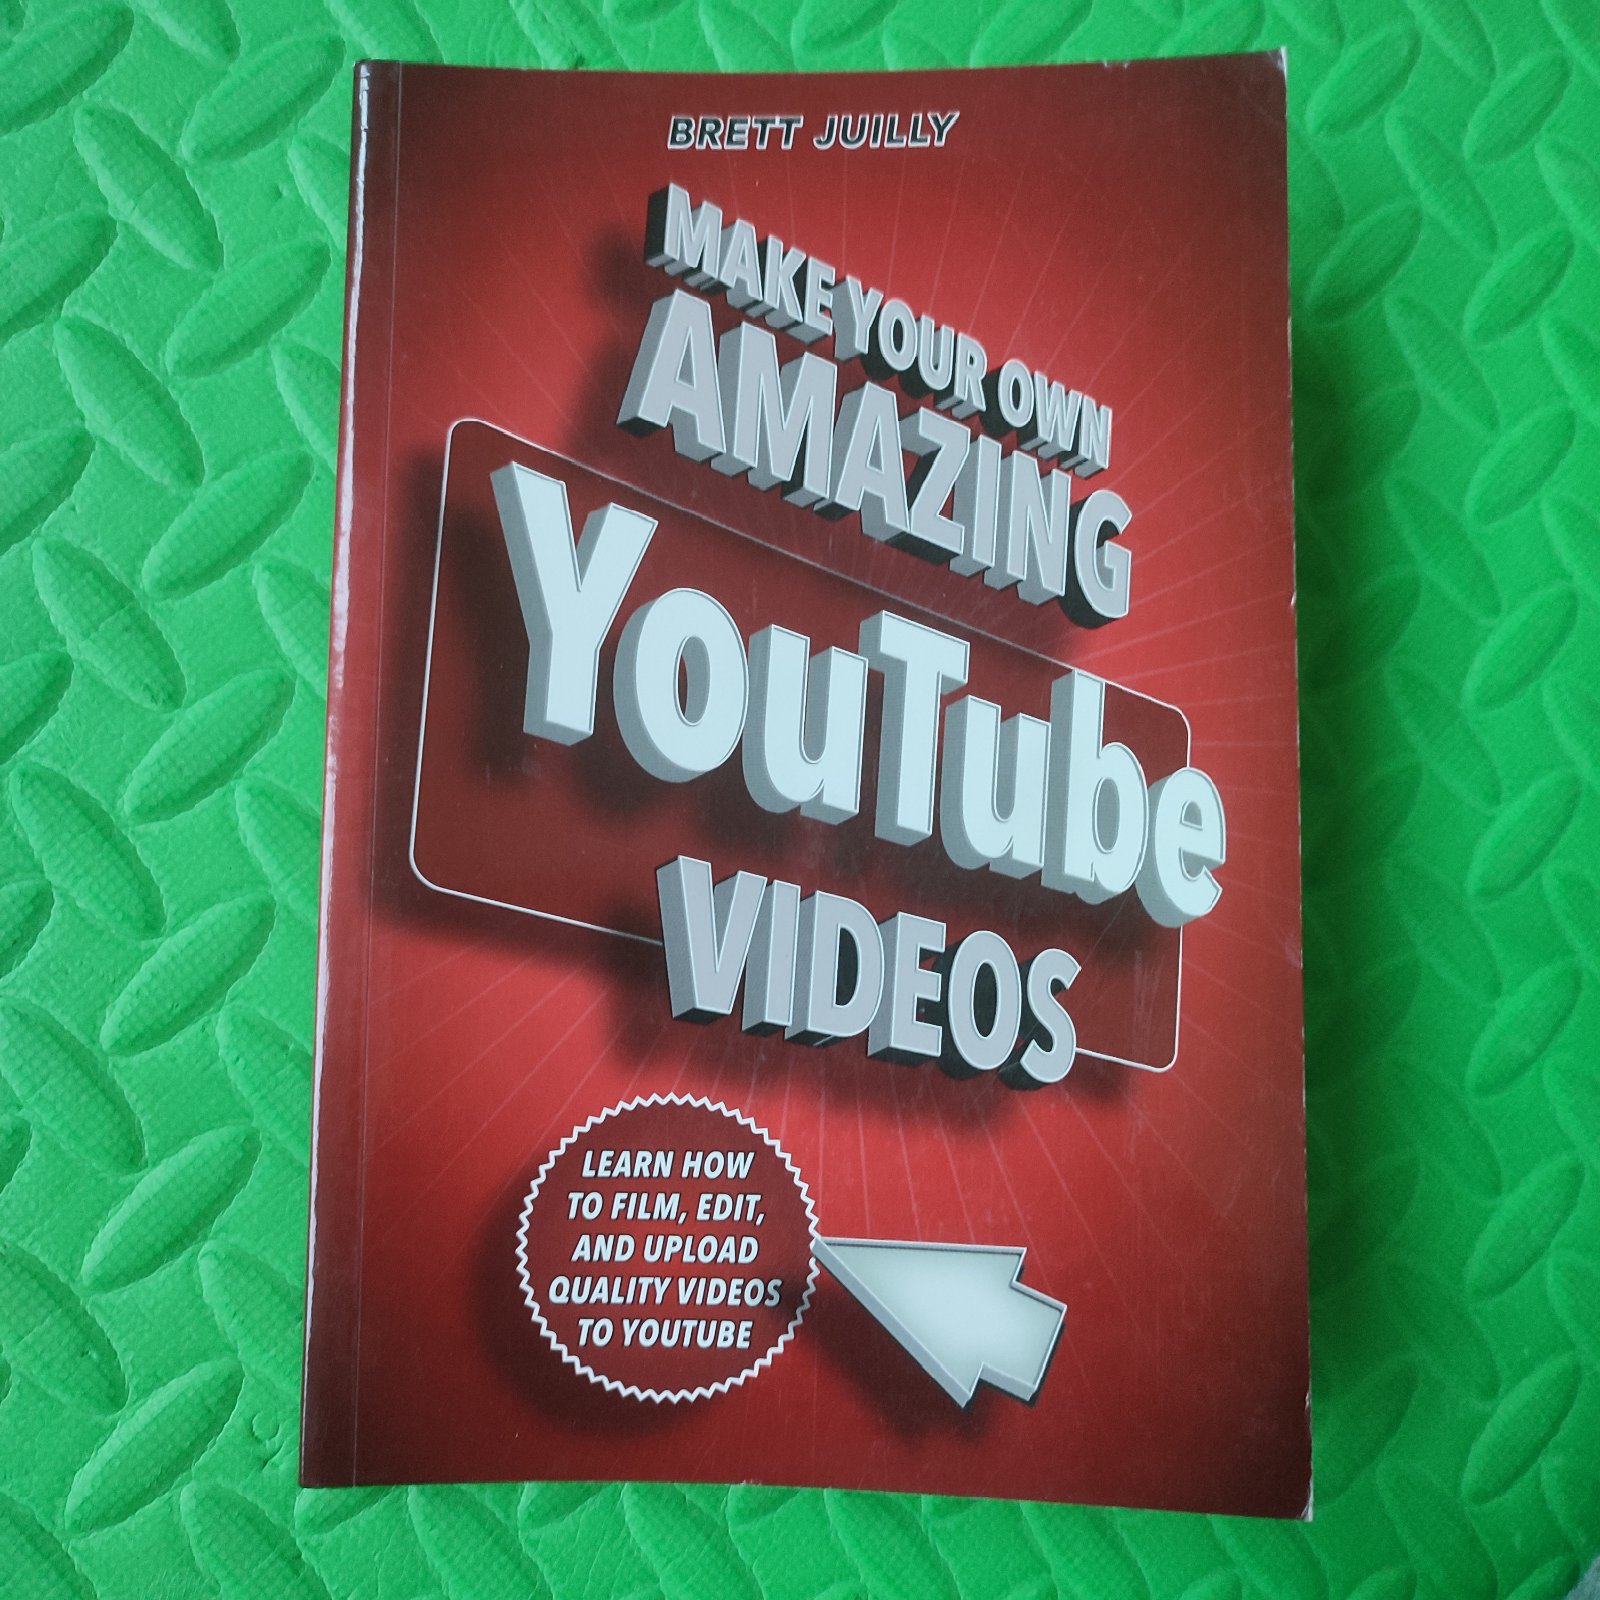 BRETT JUILLY
MAKE YOUR OWN
AMAZING
YouTube
VIDEOS
LEARN HOW
TO FILM, EDIT,
AND UPLOAD
QUALITY VIDEOS
TO YOUTUBE